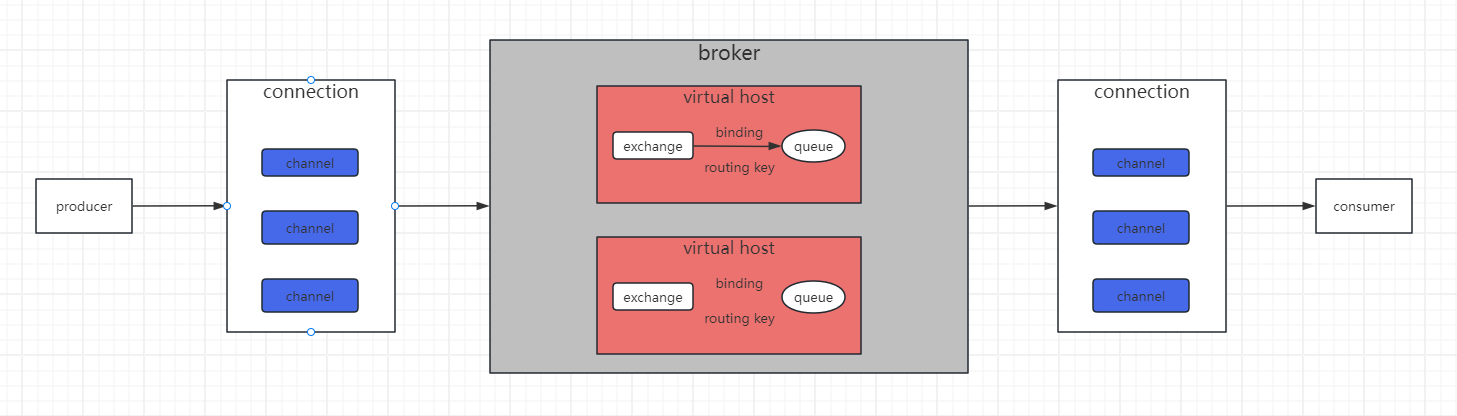 producer
connection
channel
channel
channel
broker
virtual host
exchange
binding
routing key
queue
virtual host
exchange
binding
routing key
queue
connection
channel
channel
channel
consumer